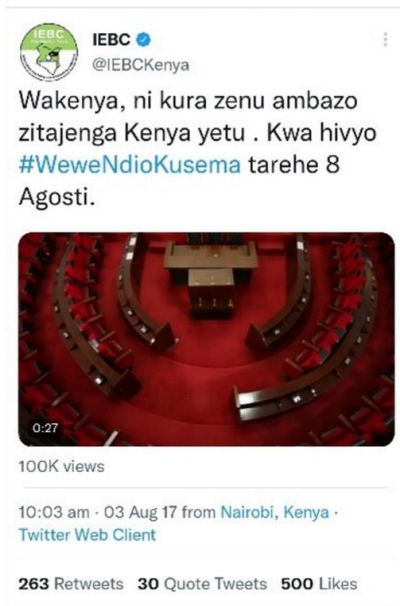 IEBC
IEBC
@IEBCKenya
Wakenya, ni kura zenu ambazo
zitajenga Kenya yetu . Kwa hivyo
#WeweNdioKusema tarehe 8
Agosti.
0:27
100K views
10:03 am · 03 Aug 17 from Nairobi, Kenya ·
Twitter Web Client
263 Retweets 30 Quote Tweets 500 Likes